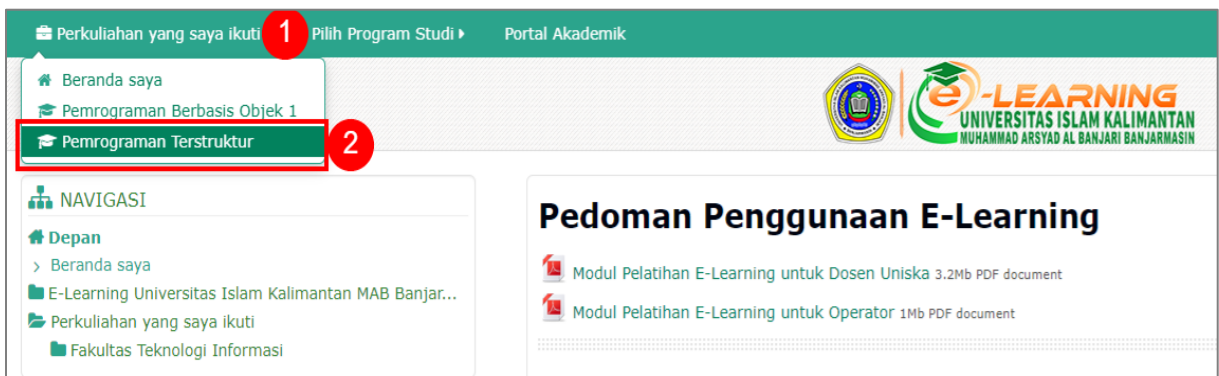 Perkuliahan yang saya ikuti 1 Pilih Program Studi Portal Akademik
Beranda saya
Pemrograman Berbasis Objek 1
Pemrograman Terstruktur 2
e-LEARNING
UNIVERSITAS ISLAM KALIMANTAN
MUHAMMAD ARSYAD AL BANJARI BANJARMASIN
NAVIGASI
Depan
Beranda saya
E-Learning Universitas Islam Kalimantan MAB Banjar...
Perkuliahan yang saya ikuti
Fakultas Teknologi Informasi
Pedoman Penggunaan E-Learning
Modul Pelatihan E-Learning untuk Dosen Uniska 3.2Mb PDF document
Modul Pelatihan E-Learning untuk Operator 1Mb PDF document